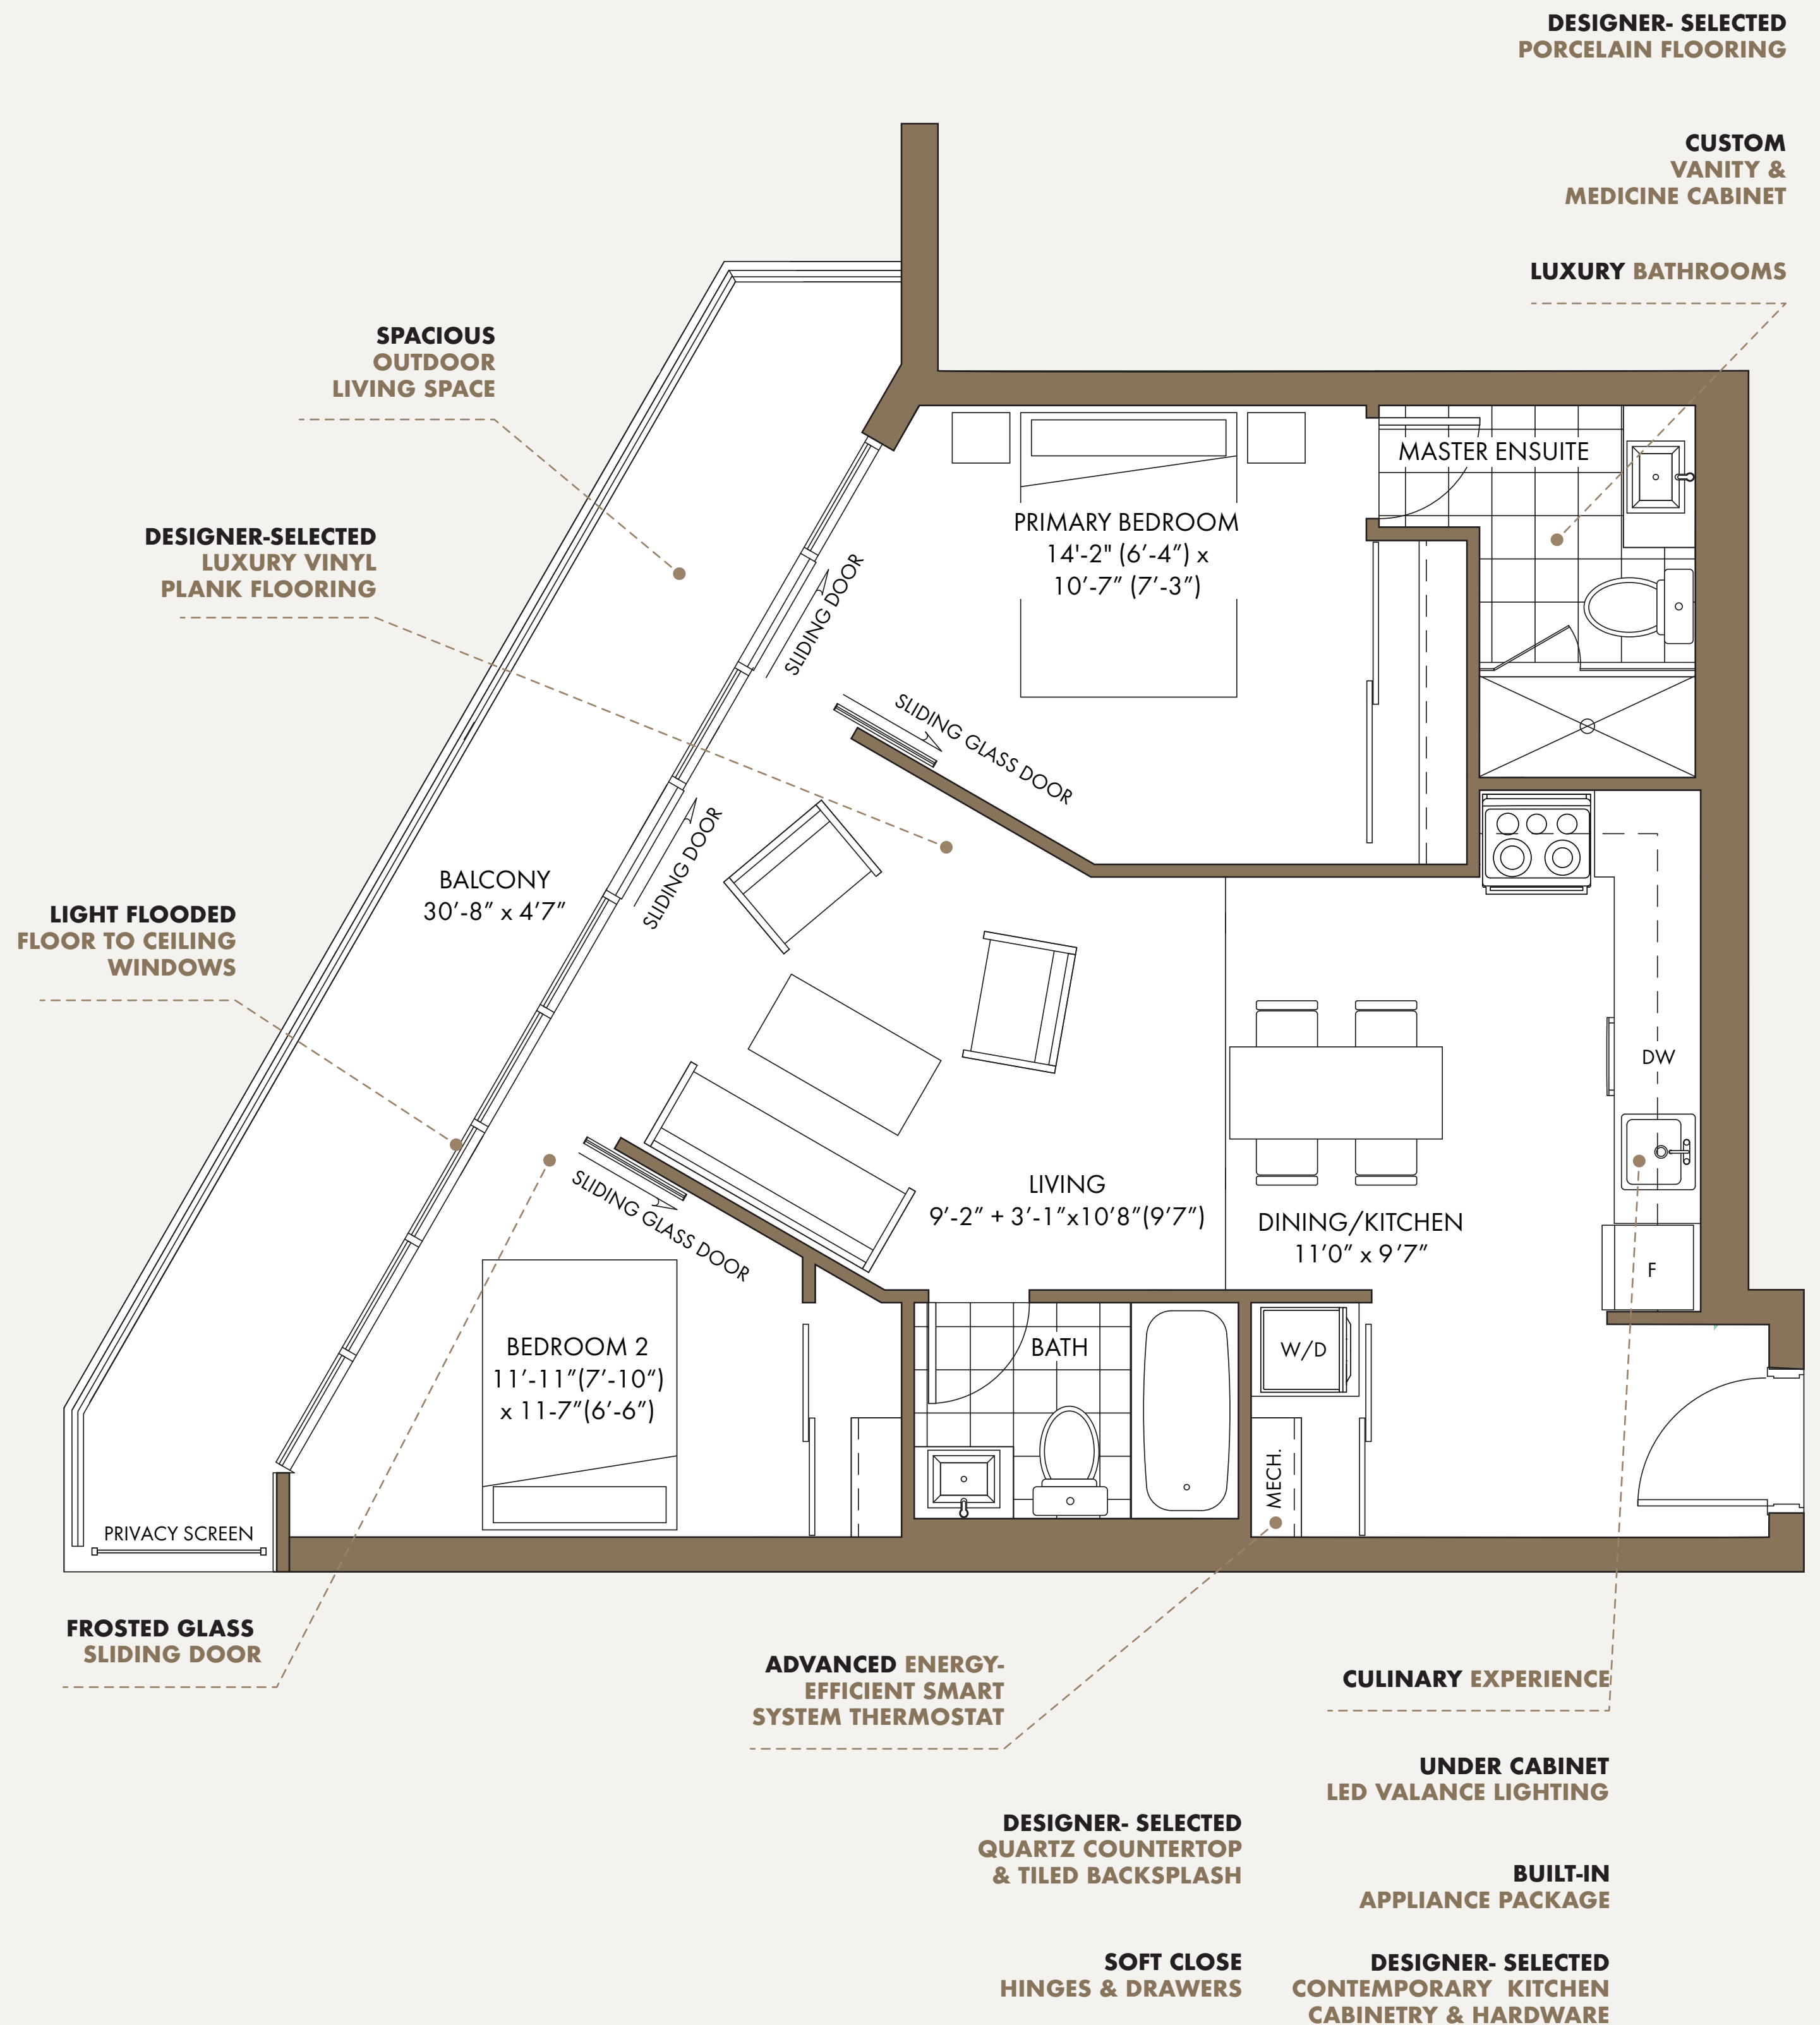 DESIGNER- SELECTED
PORCELAIN FLOORING
CUSTOM
VANITY &
MEDICINE CABINET
LUXURY BATHROOMS
SPACIOUS
OUTDOOR
LIVING SPACE
DESIGNER-SELECTED
LUXURY VINYL
PLANK FLOORING
LIGHT FLOODED
FLOOR TO CEILING
WINDOWS
MASTER ENSUITE
PRIMARY BEDROOM
14'-2" (6’-4”) x
10’-7” (7’-3”)
SLIDING DOOR
SLIDING GLASS DOOR
SLIDING DOOR
BALCONY
30’-8” x 4’7”
DW
LIVING
9’-2” + 3’-1”x10’8”(9’7”)
DINING/KITCHEN
11’0” x 9’7”
F
SLIDING GLASS DOOR
BEDROOM 2
11’-11”(7’-10“)
x 11-7”(6’-6”)
BATH
W/D
MECH.
PRIVACY SCREEN
FROSTED GLASS
SLIDING DOOR
ADVANCED ENERGY-
EFFICIENT SMART
SYSTEM THERMOSTAT
CULINARY EXPERIENCE
UNDER CABINET
LED VALANCE LIGHTING
DESIGNER- SELECTED
QUARTZ COUNTERTOP
& TILED BACKSPLASH
BUILT-IN
APPLIANCE PACKAGE
SOFT CLOSE
HINGES & DRAWERS
DESIGNER- SELECTED
CONTEMPORARY KITCHEN
CABINETRY & HARDWARE